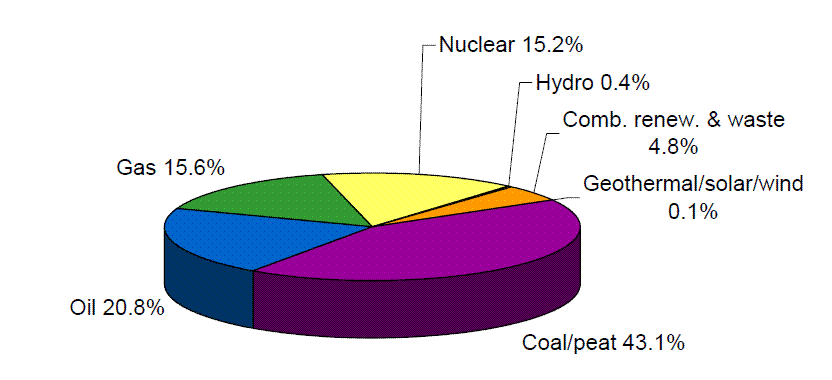 Nuclear 15.2%
Hydro 0.4%
Comb. renew. & waste
4.8%
Gas 15.6%
Geothermal/solar/wind
0.1%
Oil 20.8%
Coal/peat 43.1%